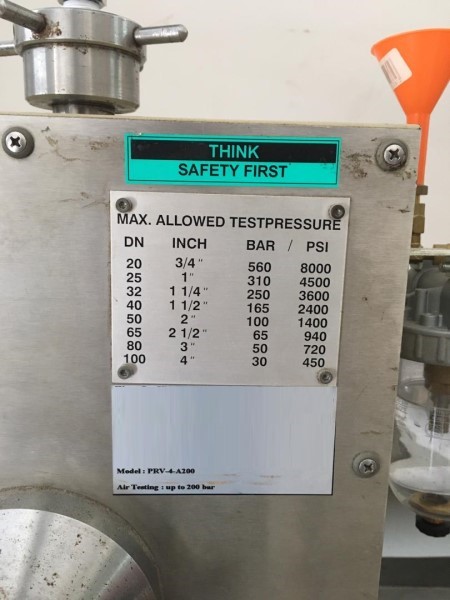 THINK
SAFETY FIRST
MAX. ALLOWED TESTPRESSURE
DN INCH BAR / PSI
20 3/4" 560 8000
25 1" 310 4500
32 1 1/4" 250 3600
40 1 1/2" 165 2400
50 2" 100 1400
65 2 1/2" 65 940
80 3" 50 720
100 4" 30 450
Model : PRV-4-A200
Air Testing : up to 200 bar